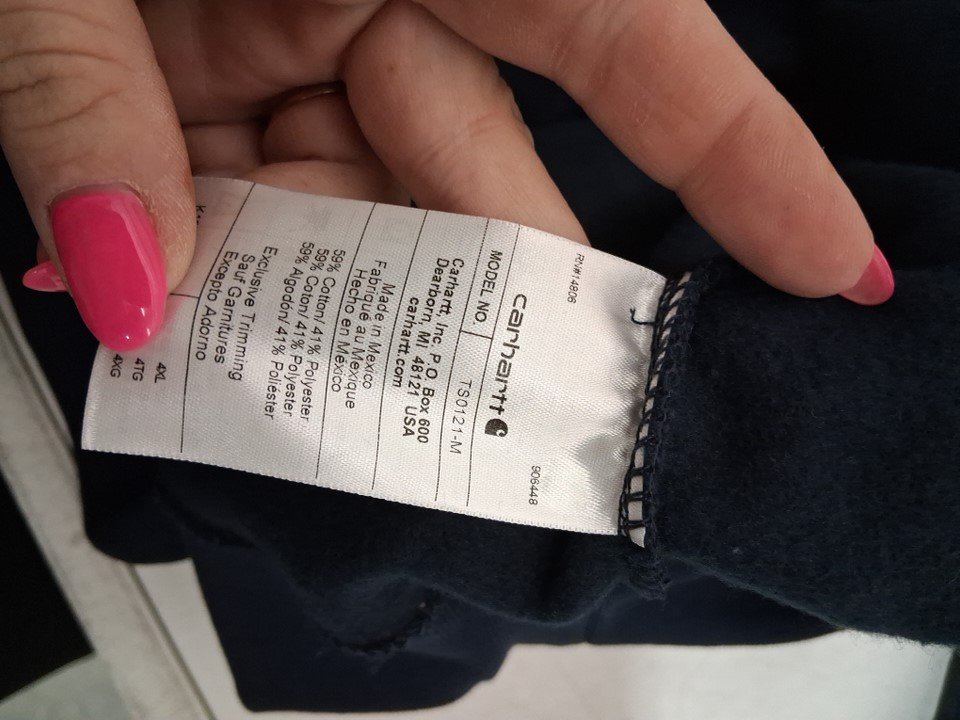 RN#14806
906448
carhartt
MODEL NO. TS0121-M
Carhartt, Inc. P.O. Box 600
Dearborn, Mi 48121 USA
carhartt.com
Made in Mexico
Fabriqué au Mexique
Hecho en México
59% Cotton/ 41% Polyester
59% Coton/ 41% Polyester
59% Algodón/ 41% Poliéster
Exclusive Trimming
Sauf Garnitures
Excepto Adorno
4XL
4TG
4XG